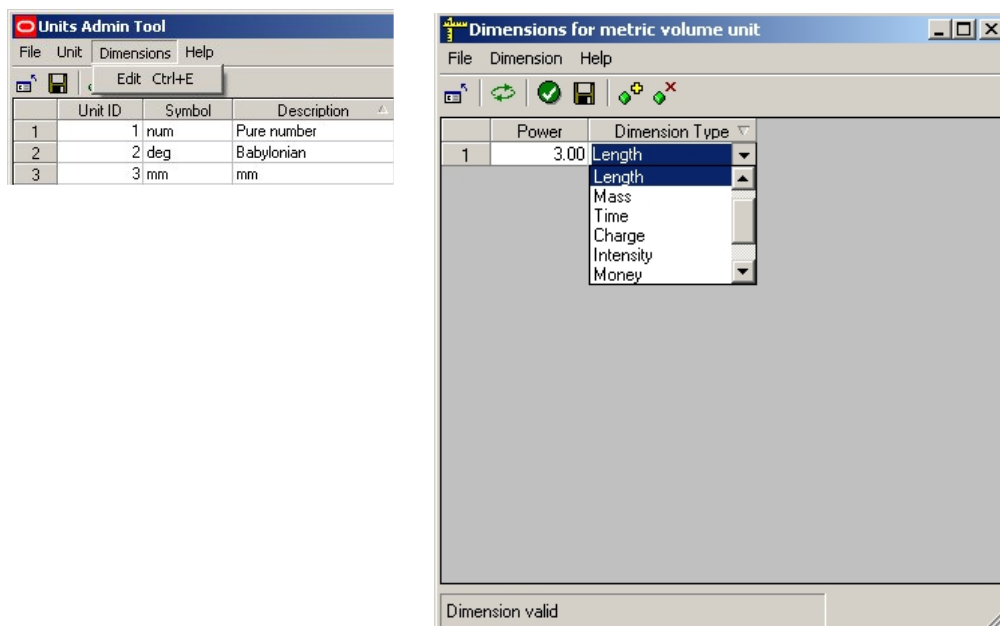 Units Admin Tool
File Unit Dimensions Help
Edit Ctrl+E
Unit ID Symbol Description
1 1 num Pure number
2 2 deg Babylonian
3 3 mm mm
Dimensions for metric volume unit
File Dimension Help
Power Dimension Type
1 3.00 Length
Length
Mass
Time
Charge
Intensity
Money
Dimension valid